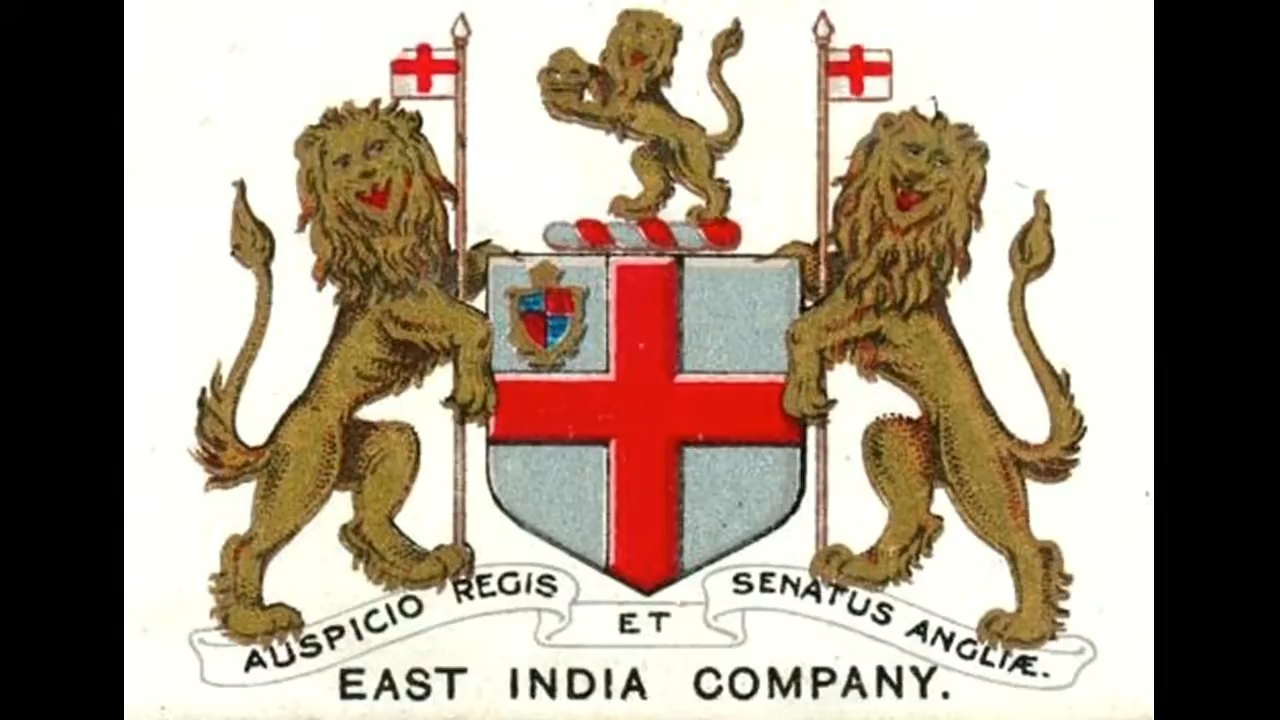 AUSPICIO REGIS ET SENATUS ANGLIÆ.
EAST INDIA COMPANY.